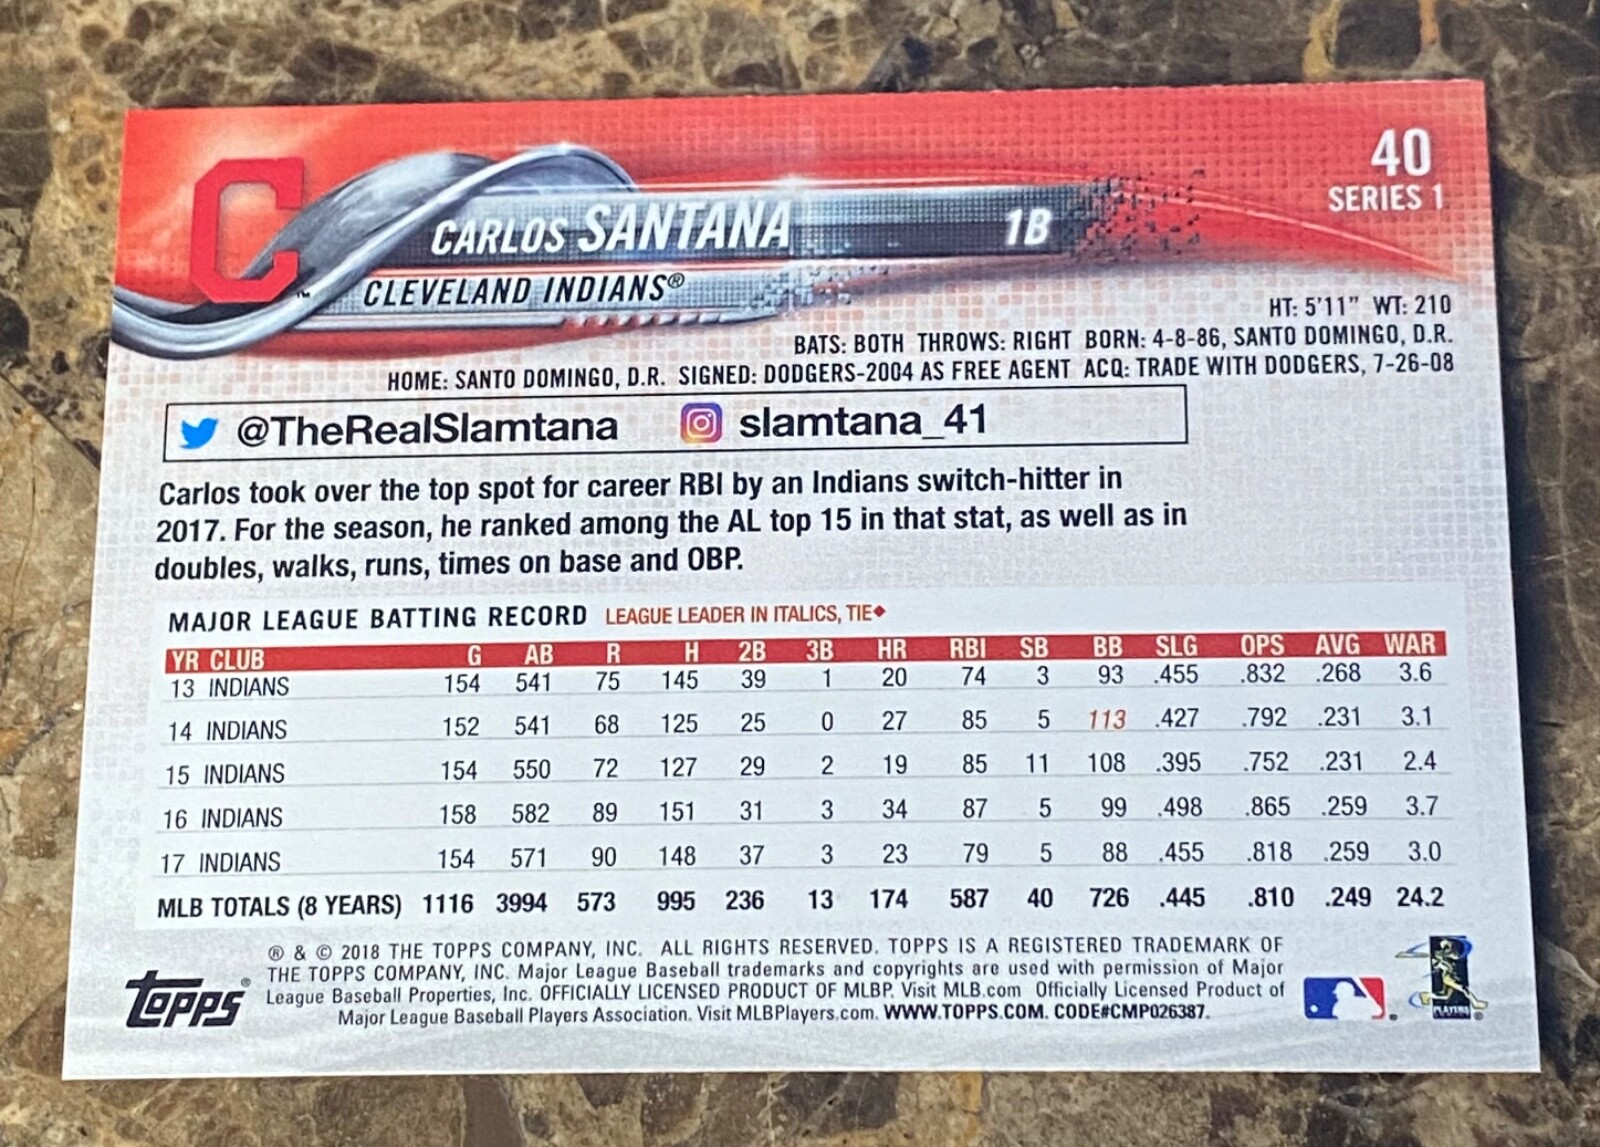 40
SERIES 1
C
CARLOS SANTANA 1B
CLEVELAND INDIANS®
HT: 5'11" WT: 210
BATS: BOTH THROWS: RIGHT BORN: 4-8-86, SANTO DOMINGO, D.R.
HOME: SANTO DOMINGO, D.R. SIGNED: DODGERS-2004 AS FREE AGENT ACQ: TRADE WITH DODGERS, 7-26-08
@TheRealSlamtana slamtana_41
Carlos took over the top spot for career RBI by an Indians switch-hitter in
2017. For the season, he ranked among the AL top 15 in that stat, as well as in
doubles, walks, runs, times on base and OBP.
MAJOR LEAGUE BATTING RECORD LEAGUE LEADER IN ITALICS, TIE◆
YR CLUB G AB R H 2B 3B HR RBI SB BB SLG OPS AVG WAR
13 INDIANS 154 541 75 145 39 1 20 74 3 93 .455 .832 .268 3.6
14 INDIANS 152 541 68 125 25 0 27 85 5 113 .427 .792 .231 3.1
15 INDIANS 154 550 72 127 29 2 19 85 11 108 .395 .752 .231 2.4
16 INDIANS 158 582 89 151 31 3 34 87 5 99 .498 .865 .259 3.7
17 INDIANS 154 571 90 148 37 3 23 79 5 88 .455 .818 .259 3.0
MLB TOTALS (8 YEARS) 1116 3994 573 995 236 13 174 587 40 726 .445 .810 .249 24.2
® & © 2018 THE TOPPS COMPANY, INC. ALL RIGHTS RESERVED. TOPPS IS A REGISTERED TRADEMARK OF
THE TOPPS COMPANY, INC. Major League Baseball trademarks and copyrights are used with permission of Major
League Baseball Properties, Inc. OFFICIALLY LICENSED PRODUCT OF MLBP. Visit MLB.com Officially Licensed Product of
Major League Baseball Players Association. Visit MLBPlayers.com. WWW.TOPPS.COM. CODE#CMP026387.
TOPPS®
PLAYERS